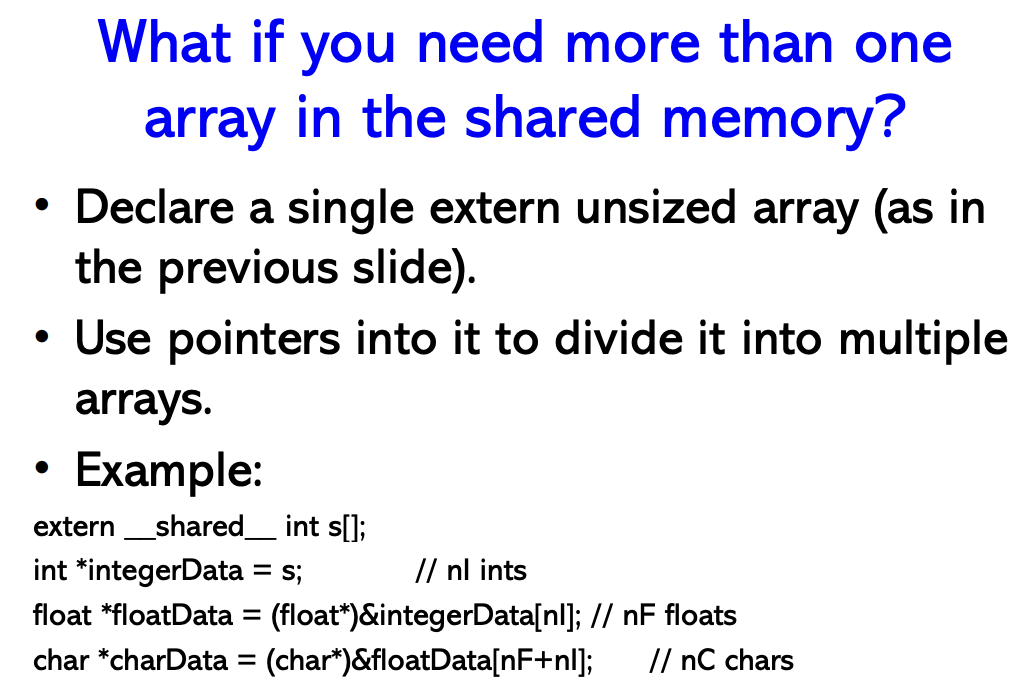 What if you need more than one
array in the shared memory?
• Declare a single extern unsized array (as in
the previous slide).
• Use pointers into it to divide it into multiple
arrays.
• Example:
extern __shared__ int s[];
int *integerData = s; // nI ints
float *floatData = (float*)&integerData[nI]; // nF floats
char *charData = (char*)&floatData[nF+nI]; // nC chars